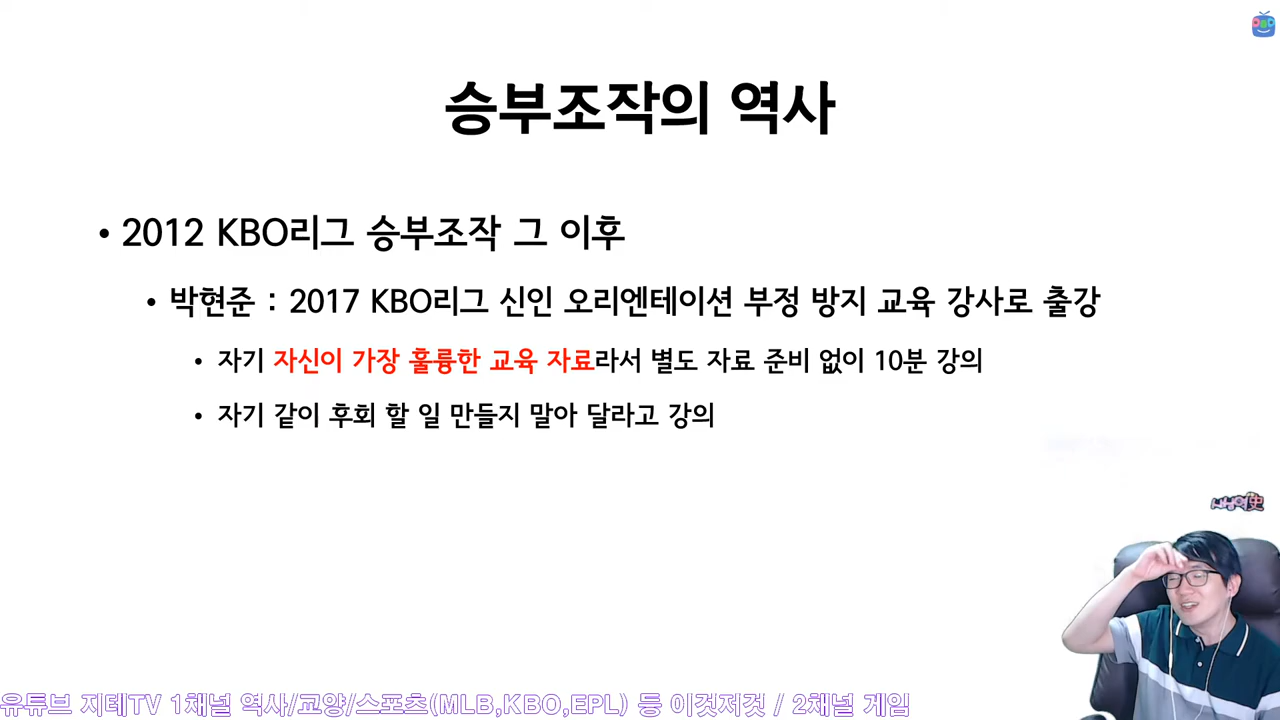 승부조작의 역사
• 2012 KBO리그 승부조작 그 이후
• 박현준 : 2017 KBO리그 신인 오리엔테이션 부정 방지 교육 강사로 출강
• 자기 자신이 가장 훌륭한 교육 자료라서 별도 자료 준비 없이 10분 강의
• 자기 같이 후회 할 일 만들지 말아 달라고 강의
유튜브 지테TV 1채널 역사/교양/스포츠(MLB,KBO,EPL) 등 이것저것 / 2채널 게임